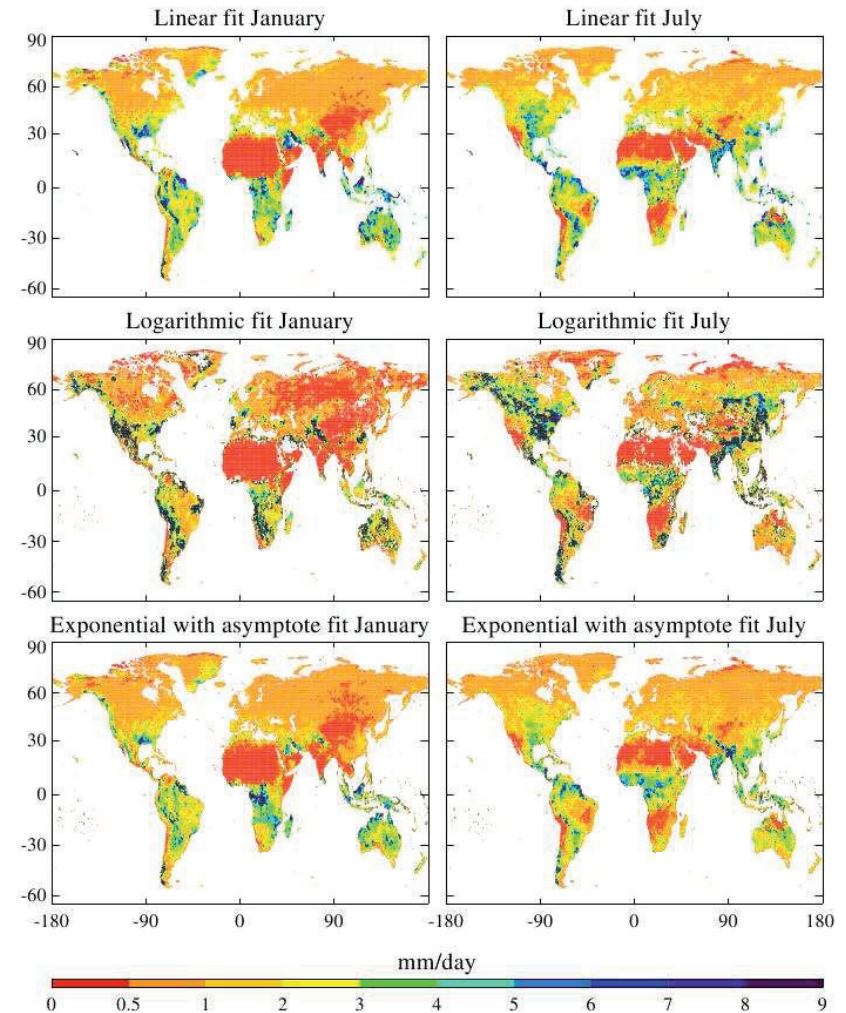 Linear fit January
Linear fit July
90
60
30
0
-30
-60
Logarithmic fit January
Logarithmic fit July
90
60
30
0
-30
-60
Exponential with asymptote fit January
Exponential with asymptote fit July
90
60
30
0
-30
-60
-180 -90 0 90 -180 -90 0 90 180
mm/day
0 0.5 1 2 3 4 5 6 7 8 9